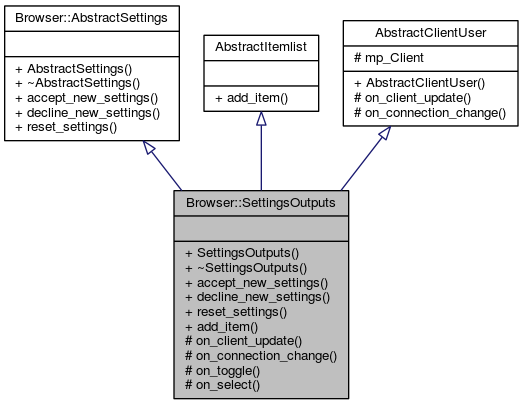 Browser::AbstractSettings
+ AbstractSettings()
+ ~AbstractSettings()
+ accept_new_settings()
+ decline_new_settings()
+ reset_settings()
AbstractItemlist
+ add_item()
AbstractClientUser
# mp_Client
+ AbstractClientUser()
# on_client_update()
# on_connection_change()
Browser::SettingsOutputs
+ SettingsOutputs()
+ ~SettingsOutputs()
+ accept_new_settings()
+ decline_new_settings()
+ reset_settings()
+ add_item()
# on_client_update()
# on_connection_change()
# on_toggle()
# on_select()